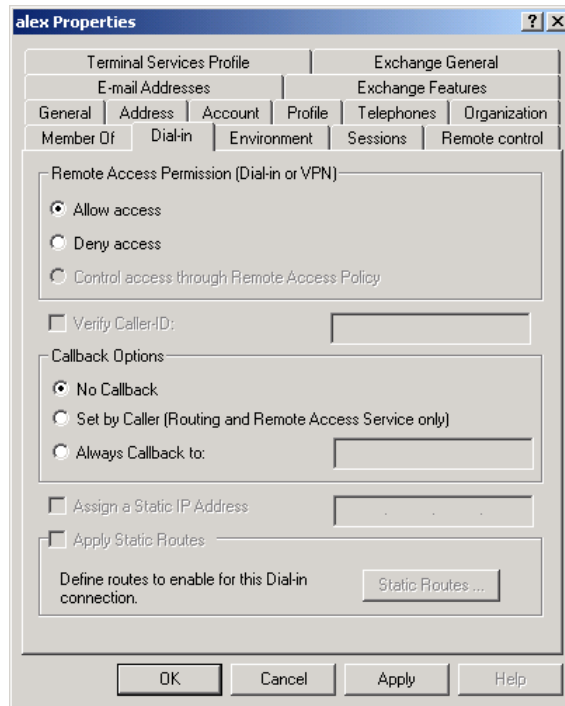 alex Properties
Terminal Services Profile Exchange General
E-mail Addresses Exchange Features
General Address Account Profile Telephones Organization
Member Of Dial-in Environment Sessions Remote control
Remote Access Permission (Dial-in or VPN)
Allow access
Deny access
Control access through Remote Access Policy
Verify Caller-ID:
Callback Options
No Callback
Set by Caller (Routing and Remote Access Service only)
Always Callback to:
Assign a Static IP Address
Apply Static Routes
Define routes to enable for this Dial-in
connection.
Static Routes ...
OK Cancel Apply Help